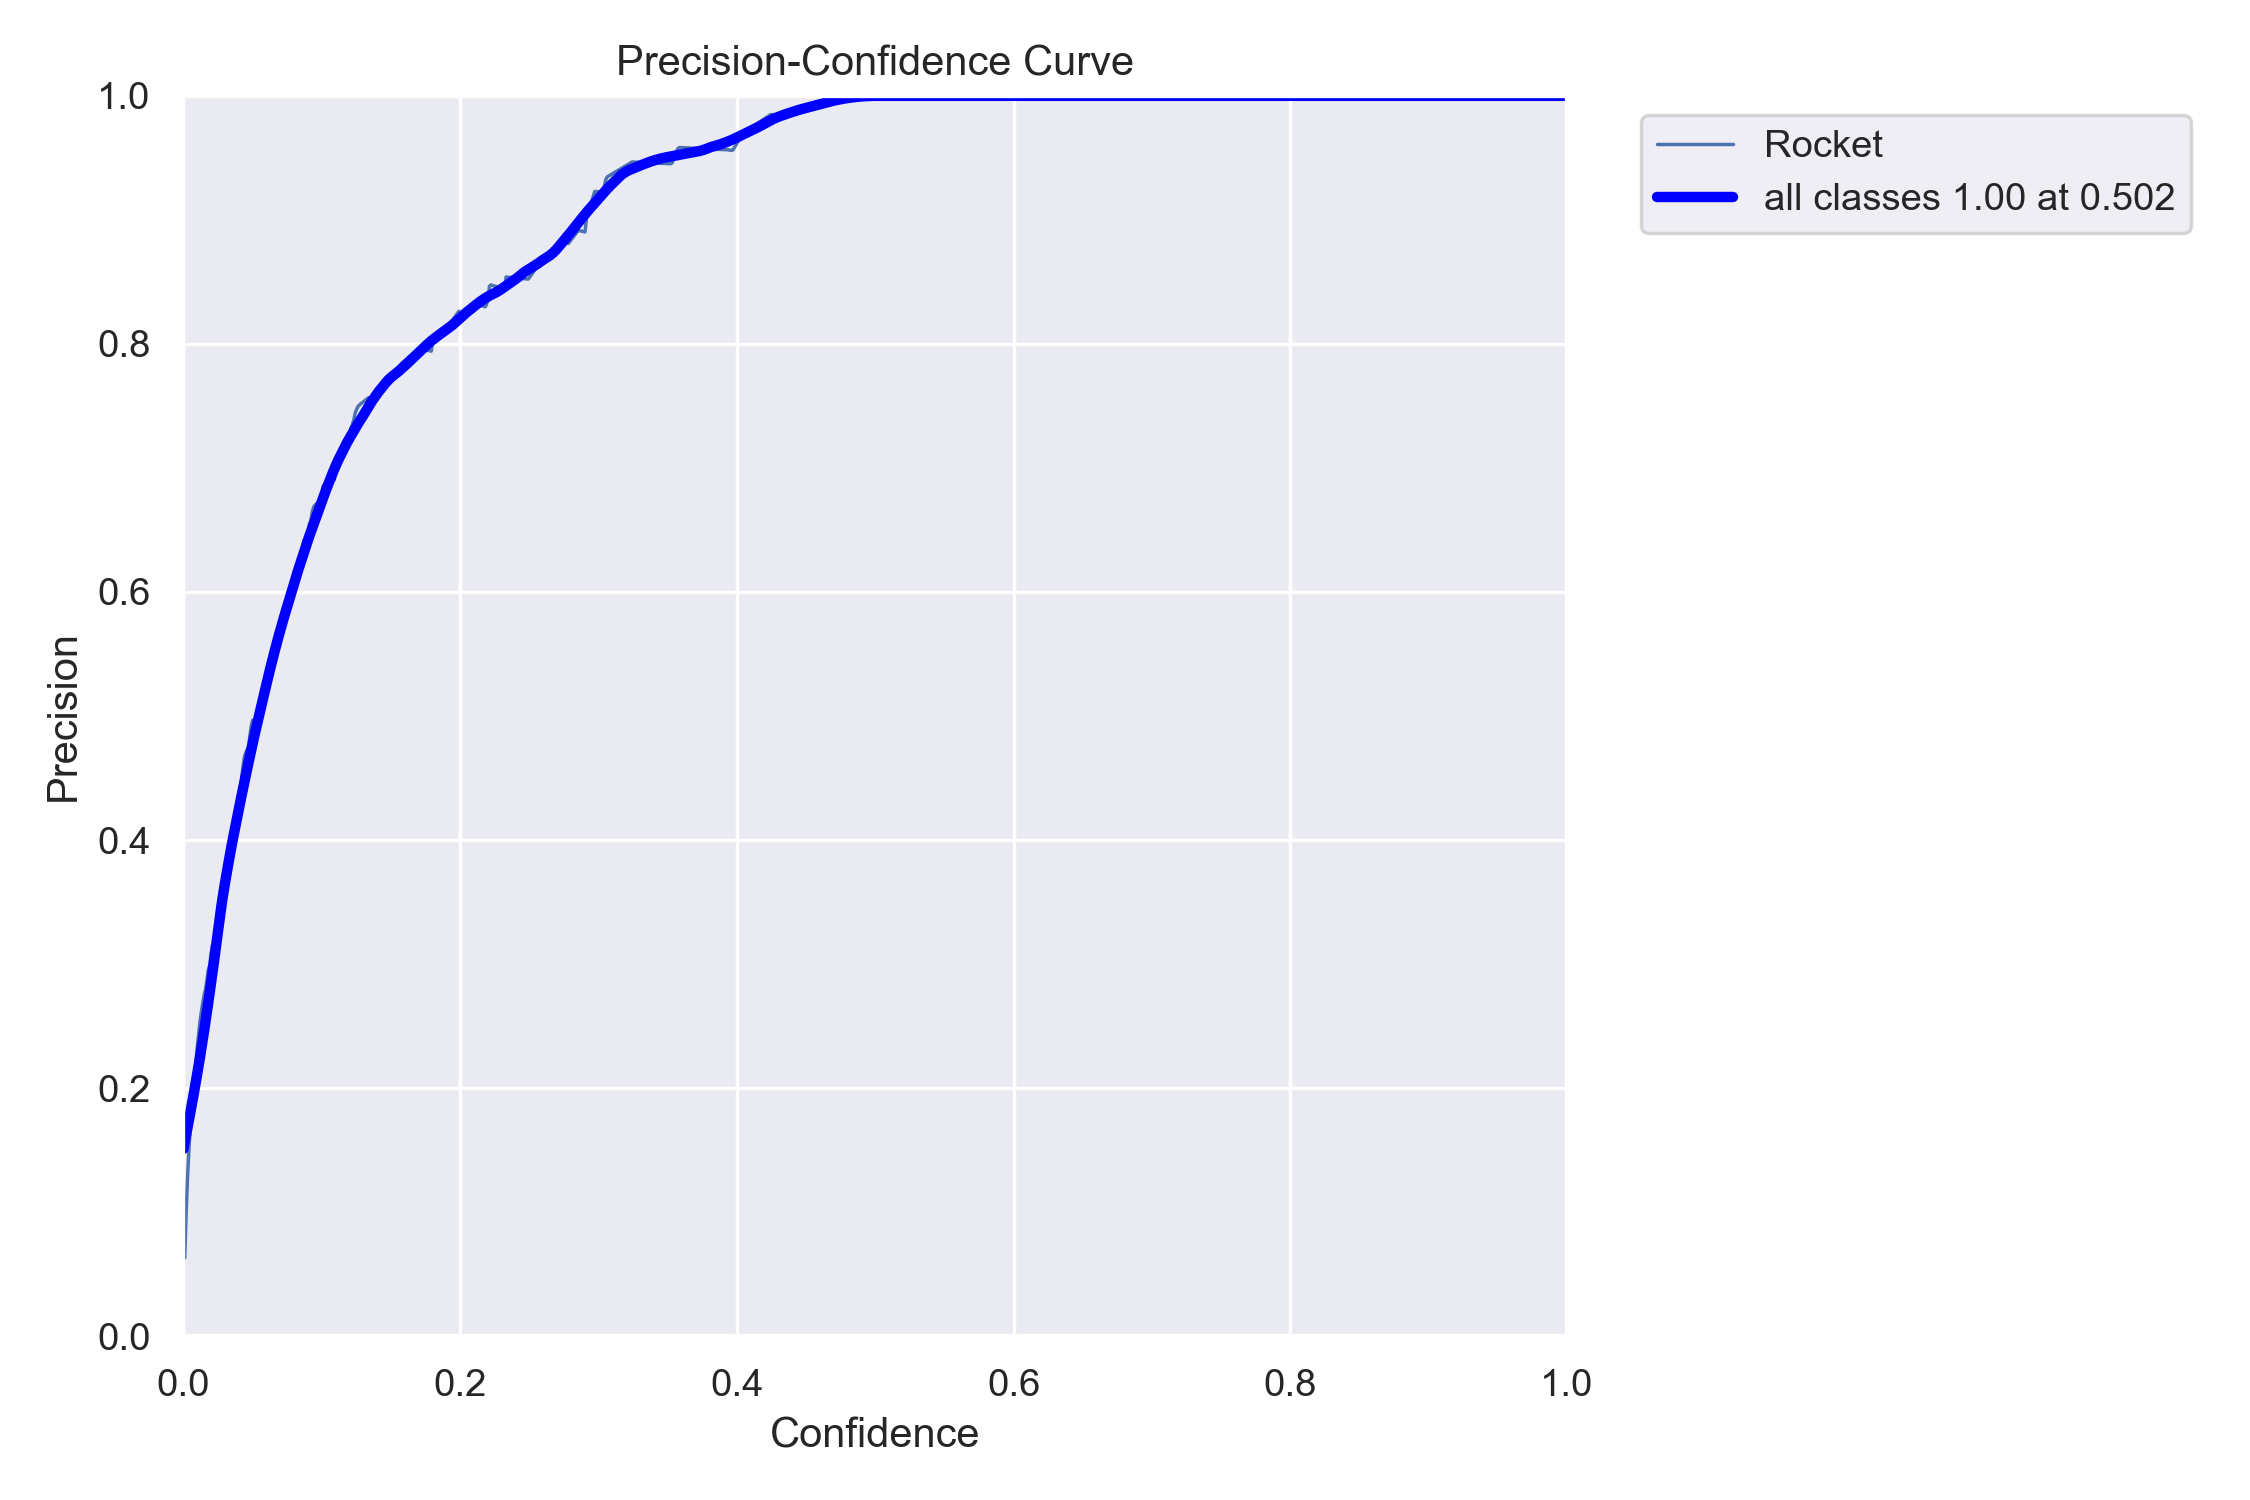 Precision-Confidence Curve
1.0
0.8
0.6
0.4
0.2
0.0
Precision
0.0 0.2 0.4 0.6 0.8 1.0
Confidence
Rocket
all classes 1.00 at 0.502